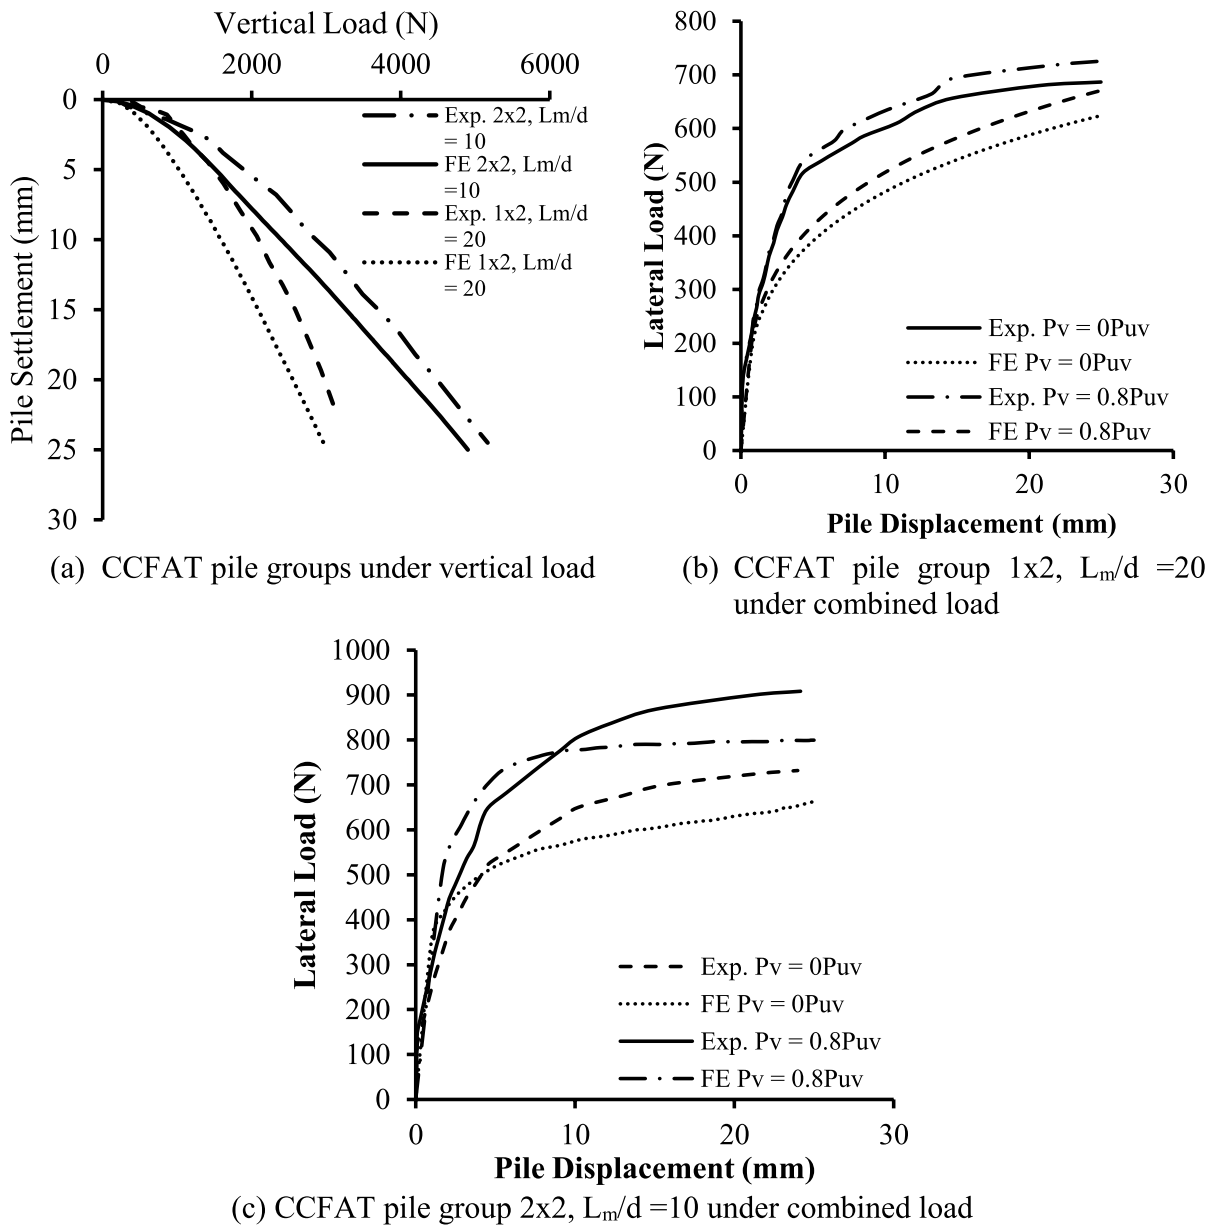 Vertical Load (N)
0 2000 4000 6000
0
5
10
15
20
25
30
Pile Settlement (mm)
Exp. 2x2, Lm/d
= 10
FE 2x2, Lm/d
=10
Exp. 1x2, Lm/d
= 20
FE 1x2, Lm/d
= 20
(a) CCFAT pile groups under vertical load
800
700
600
500
400
300
200
100
0
Lateral Load (N)
Exp. Pv = 0Puv
FE Pv = 0Puv
Exp. Pv = 0.8Puv
FE Pv = 0.8Puv
0 10 20 30
Pile Displacement (mm)
(b) CCFAT pile group 1x2, Lm/d =20
under combined load
1000
900
800
700
600
500
400
300
200
100
0
Lateral Load (N)
Exp. Pv = 0Puv
FE Pv = 0Puv
Exp. Pv = 0.8Puv
FE Pv = 0.8Puv
0 10 20 30
Pile Displacement (mm)
(c) CCFAT pile group 2x2, Lm/d =10 under combined load